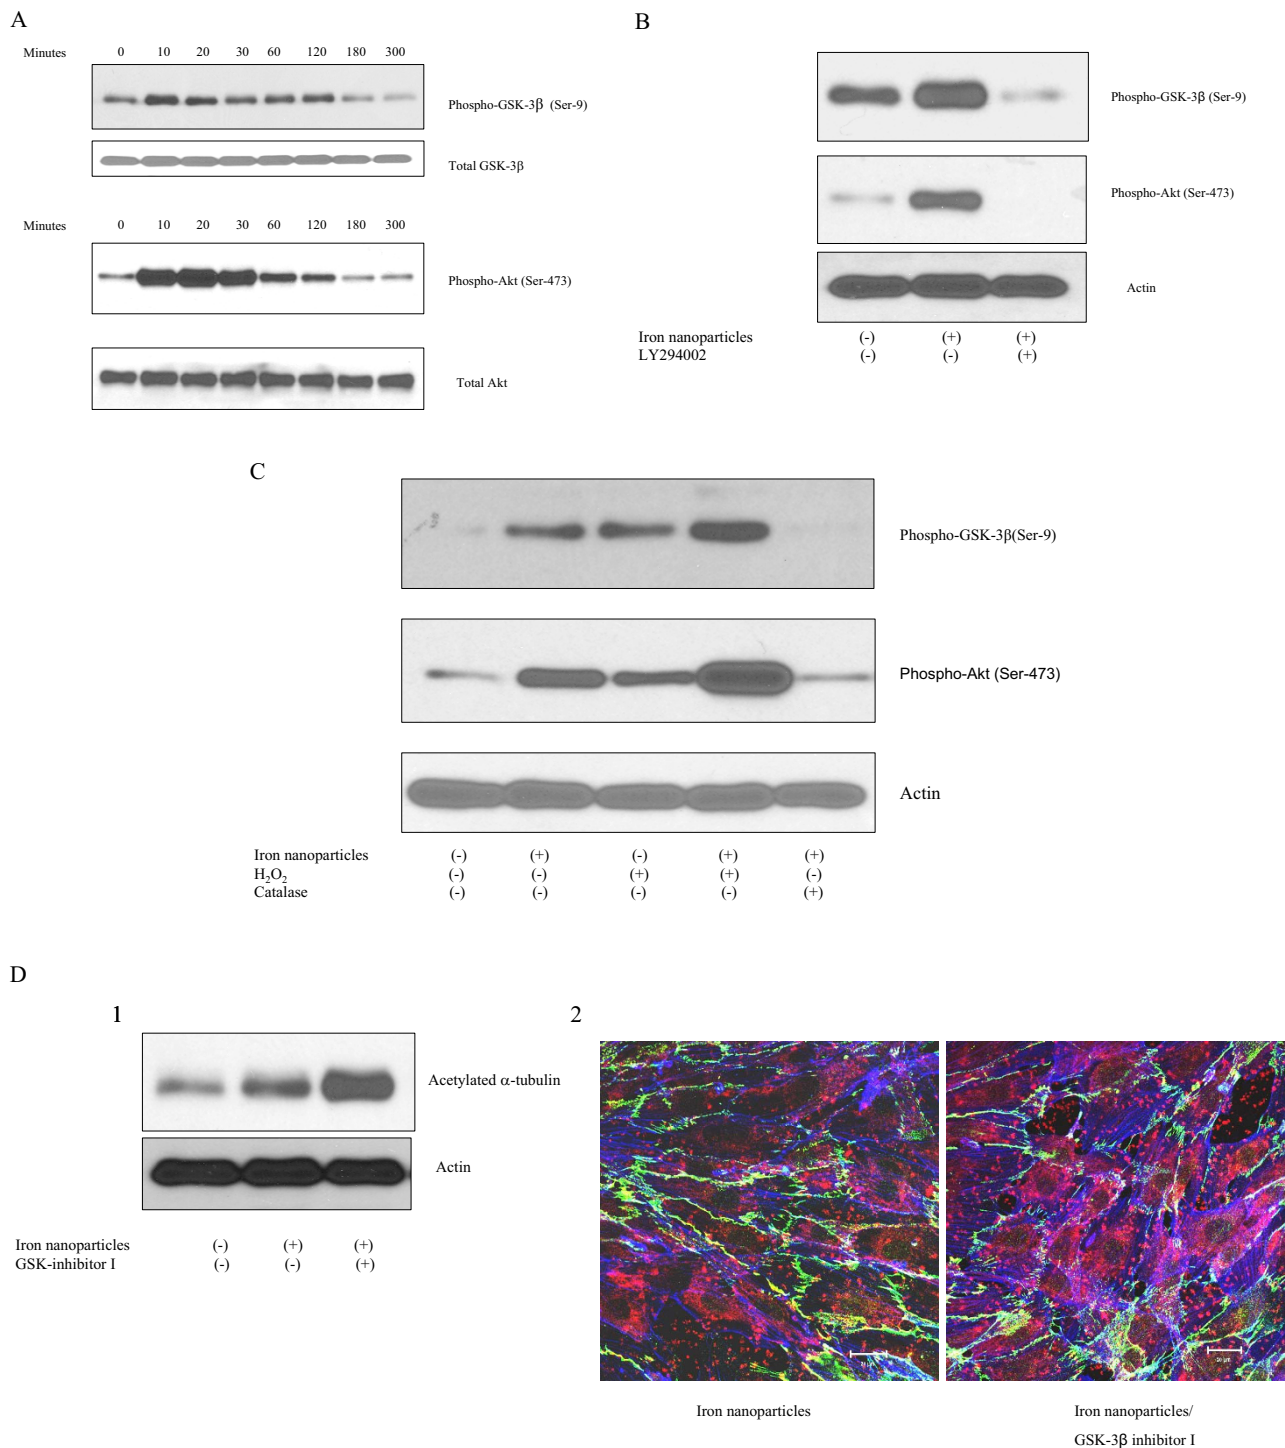 A
Minutes 0 10 20 30 60 120 180 300
Phospho-GSK-3β (Ser-9)
Total GSK-3β
Minutes 0 10 20 30 60 120 180 300
Phospho-Akt (Ser-473)
Total Akt
B
Phospho-GSK-3β (Ser-9)
Phospho-Akt (Ser-473)
Actin
Iron nanoparticles (-) (+) (+)
LY294002 (-) (-) (+)
C
Phospho-GSK-3β(Ser-9)
Phospho-Akt (Ser-473)
Actin
Iron nanoparticles (-) (+) (-) (+) (+)
H₂O₂ (-) (-) (+) (+) (-)
Catalase (-) (-) (-) (-) (+)
D
1
Acetylated α-tubulin
Actin
Iron nanoparticles (-) (+) (+)
GSK-inhibitor I (-) (-) (+)
2
Iron nanoparticles
Iron nanoparticles/
GSK-3β inhibitor I